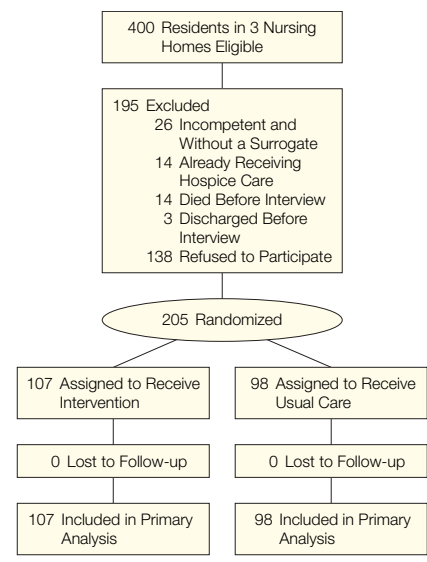 400 Residents in 3 Nursing
Homes Eligible
195 Excluded
26 Incompetent and
Without a Surrogate
14 Already Receiving
Hospice Care
14 Died Before Interview
3 Discharged Before
Interview
138 Refused to Participate
205 Randomized
107 Assigned to Receive
Intervention
98 Assigned to Receive
Usual Care
0 Lost to Follow-up
0 Lost to Follow-up
107 Included in Primary
Analysis
98 Included in Primary
Analysis